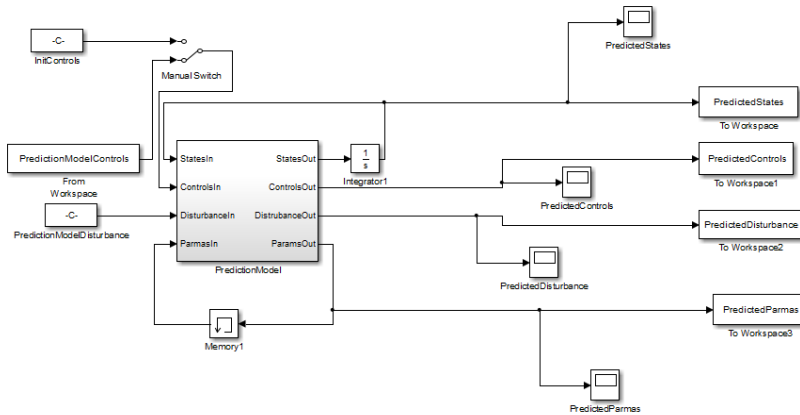 PredictedStates
-C-
InitControls
Manual Switch
PredictedStates
To Workspace
PredictionModelControls
From
Workspace
StatesIn
StatesOut
1
s
Integrator1
PredictedControls
To Workspace1
ControlsIn
ControlsOut
PredictedControls
-C-
PredictionModelDisturbance
DisturbanceIn
DistrubanceOut
PredictedDisturbance
To Workspace2
ParmasIn
ParamsOut
PredictionModel
PredictedDisturbance
PredictedParmas
To Workspace3
Memory1
PredictedParmas